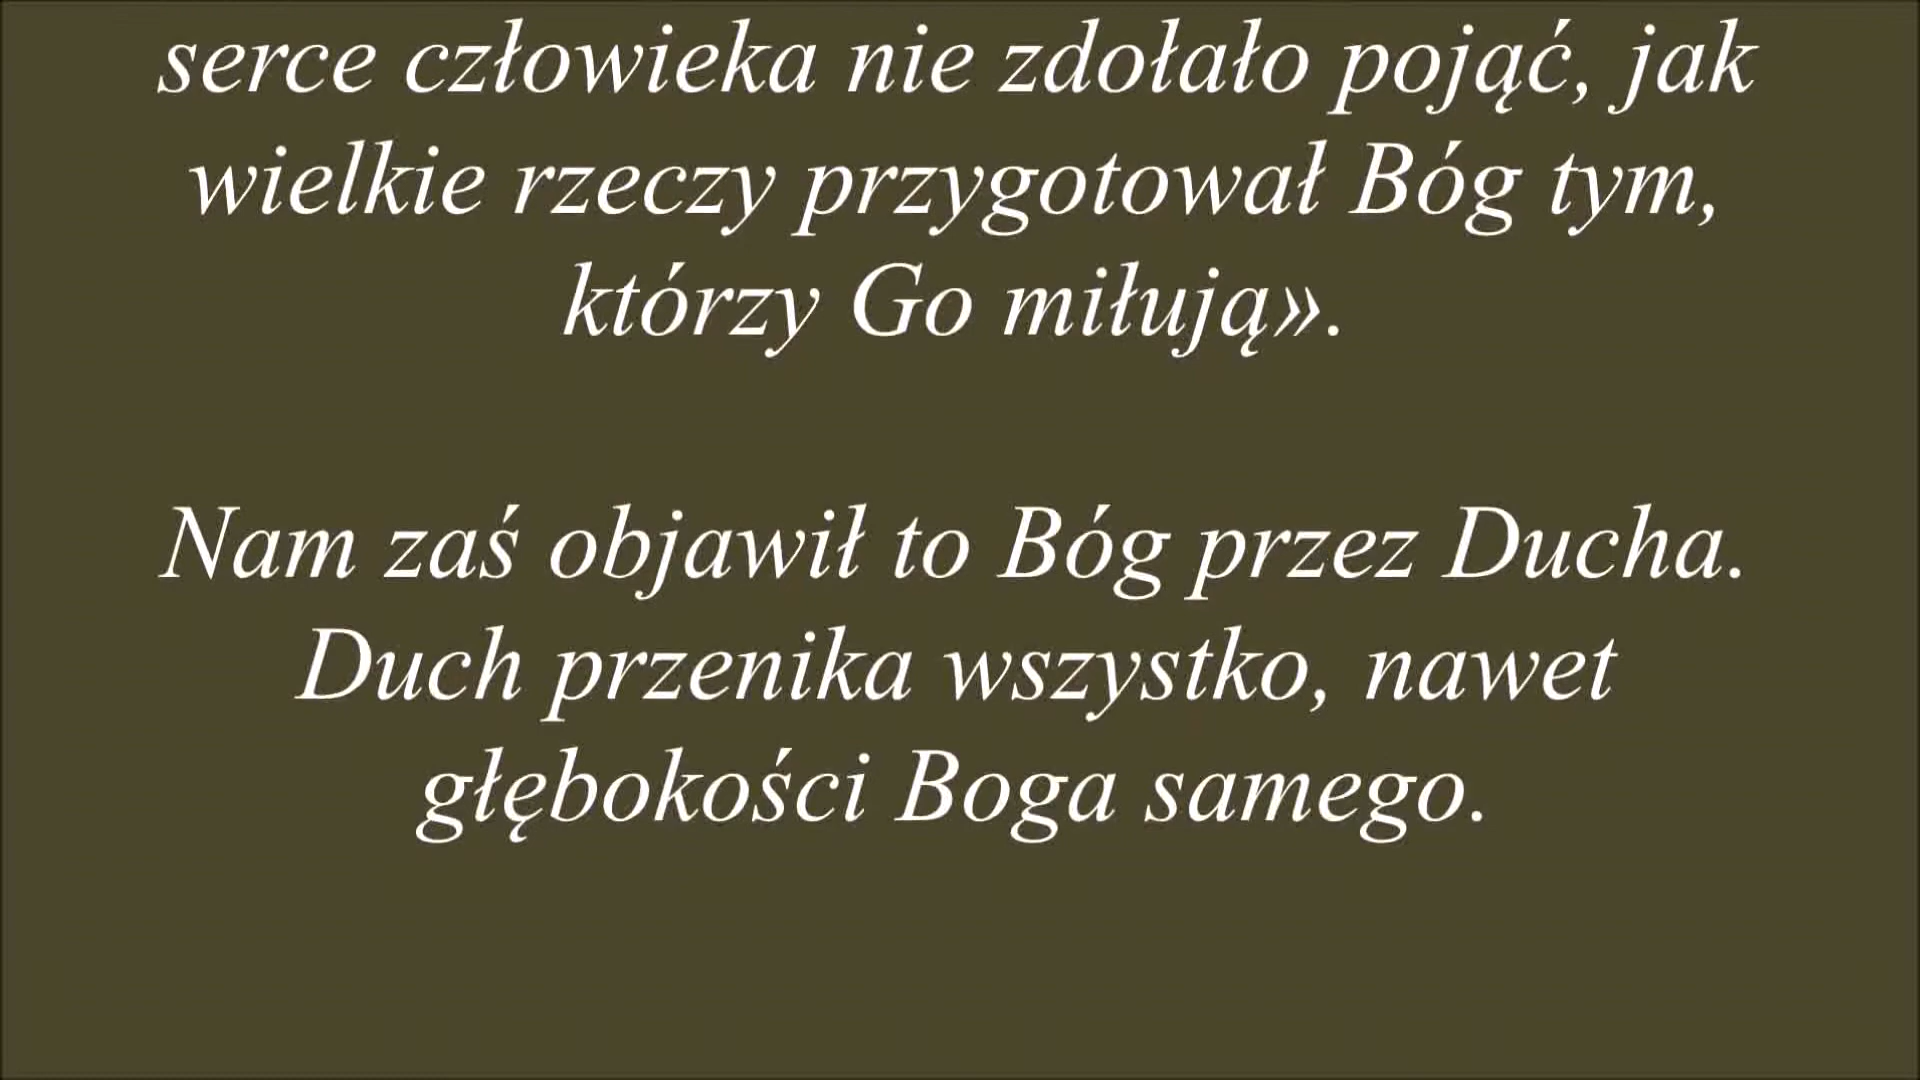 serce człowieka nie zdołało pojąć, jak
wielkie rzeczy przygotował Bóg tym,
którzy Go miłują».
Nam zaś objawił to Bóg przez Ducha.
Duch przenika wszystko, nawet
głębokości Boga samego.